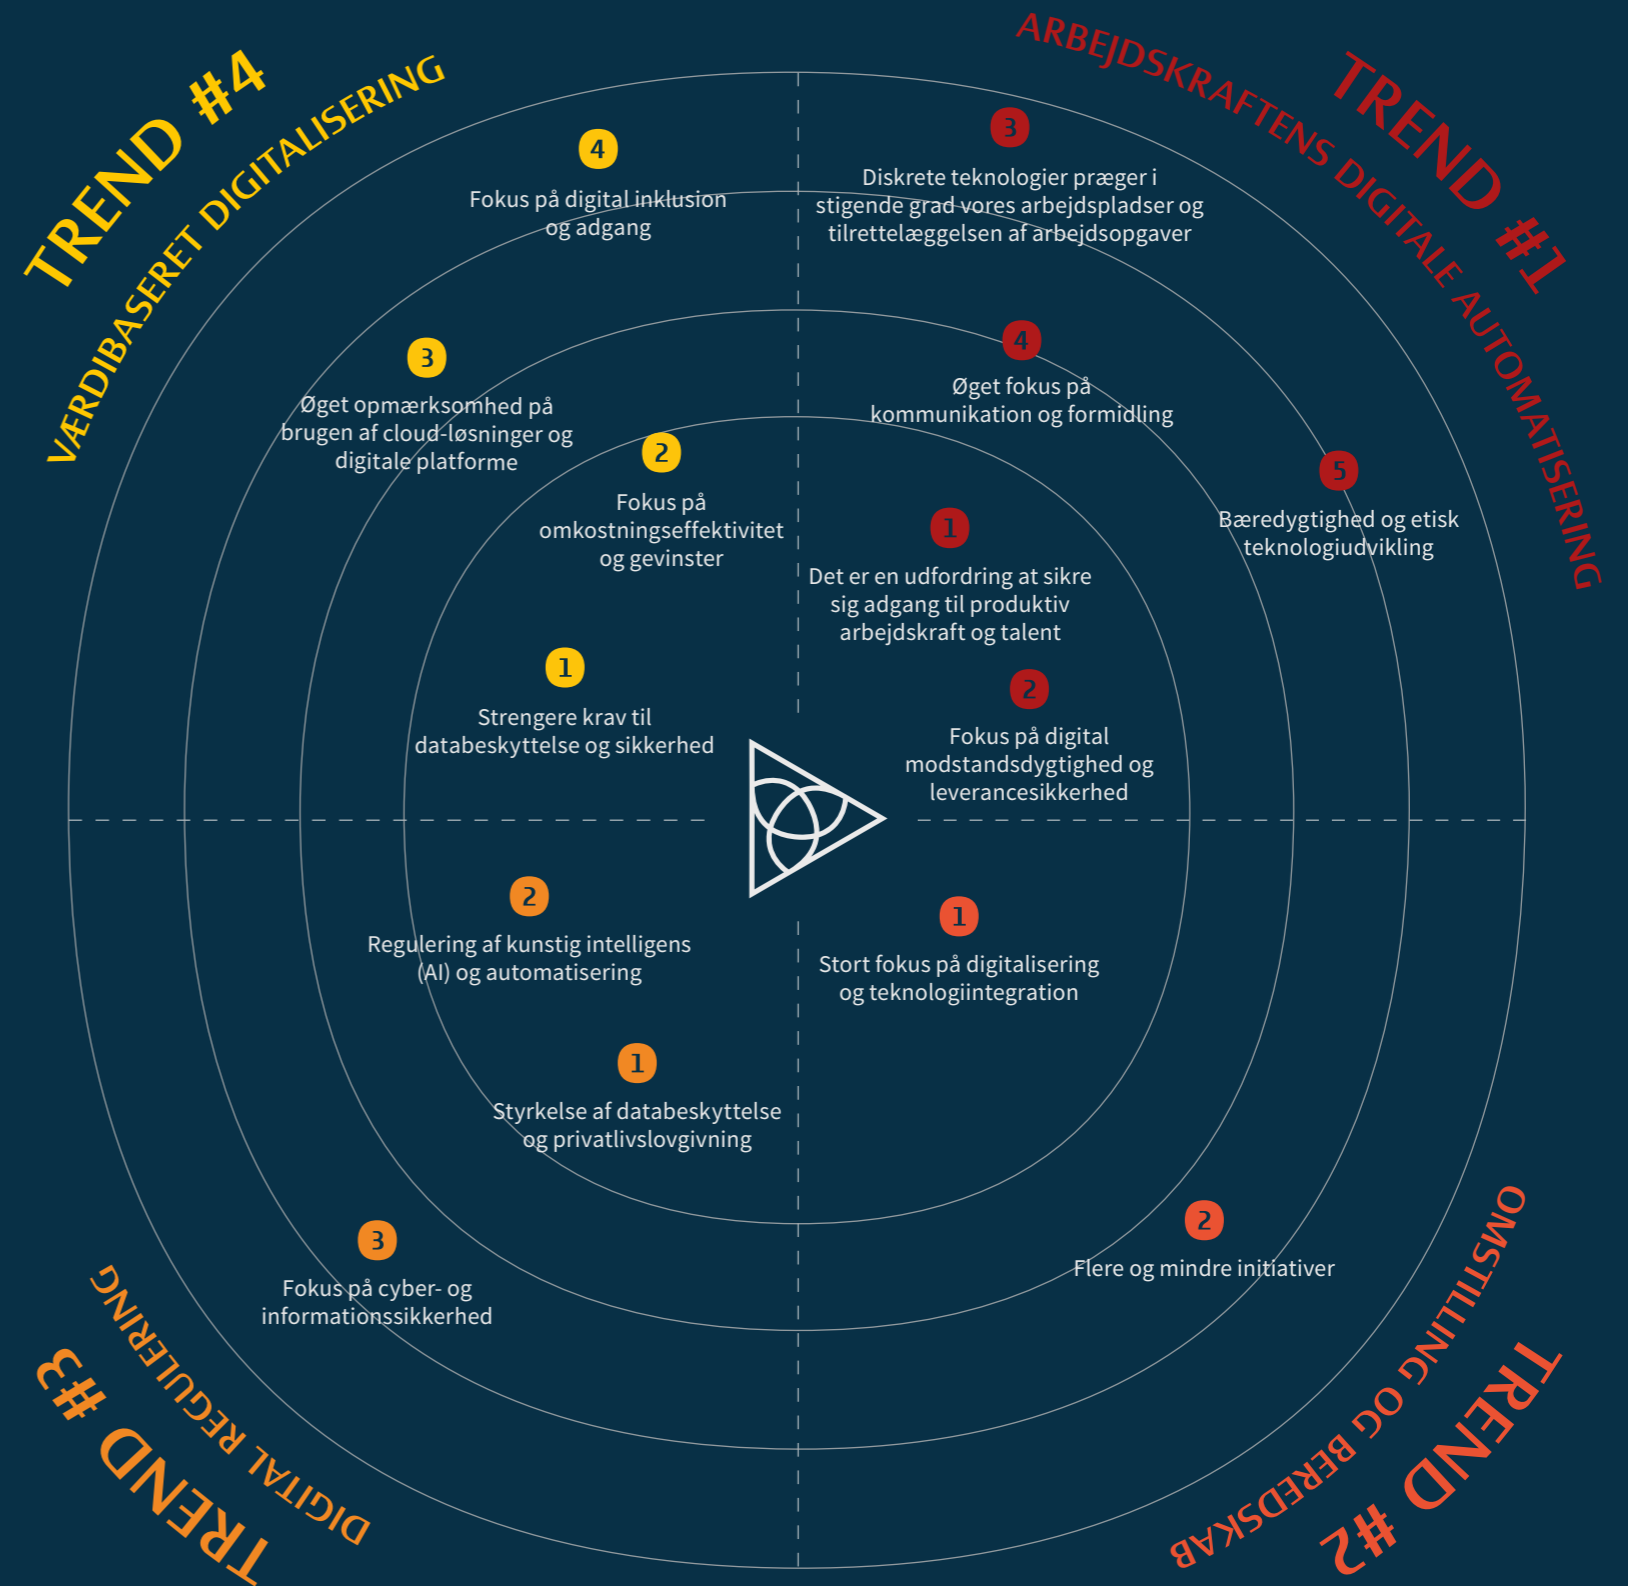 TREND #4
VÆRDIBASERET DIGITALISERING
4
Fokus på digital inklusion
og adgang
3
Øget opmærksomhed på
brugen af cloud-løsninger og
digitale platforme
2
Fokus på
omkostningseffektivitet
og gevinster
1
Strengere krav til
databeskyttelse og sikkerhed
TREND #1
ARBEJDSKRAFTENS DIGITALE AUTOMATISERING
3
Diskrete teknologier præger i
stigende grad vores arbejdspladser og
tilrettelæggelsen af arbejdsopgaver
4
Øget fokus på
kommunikation og formidling
5
Bæredygtighed og etisk
teknologiudvikling
1
Det er en udfordring at sikre
sig adgang til produktiv
arbejdskraft og talent
2
Fokus på digital
modstandsdygtighed og
leverancesikkerhed
2
Regulering af kunstig intelligens
(AI) og automatisering
1
Styrkelse af databeskyttelse
og privatlivslovgivning
3
Fokus på cyber- og
informationssikkerhed
DIGITAL REGULERING
TREND #3
1
Stort fokus på digitalisering
og teknologiintegration
2
Flere og mindre initiativer
OMSTILLING OG BEREDSKAB
TREND #2